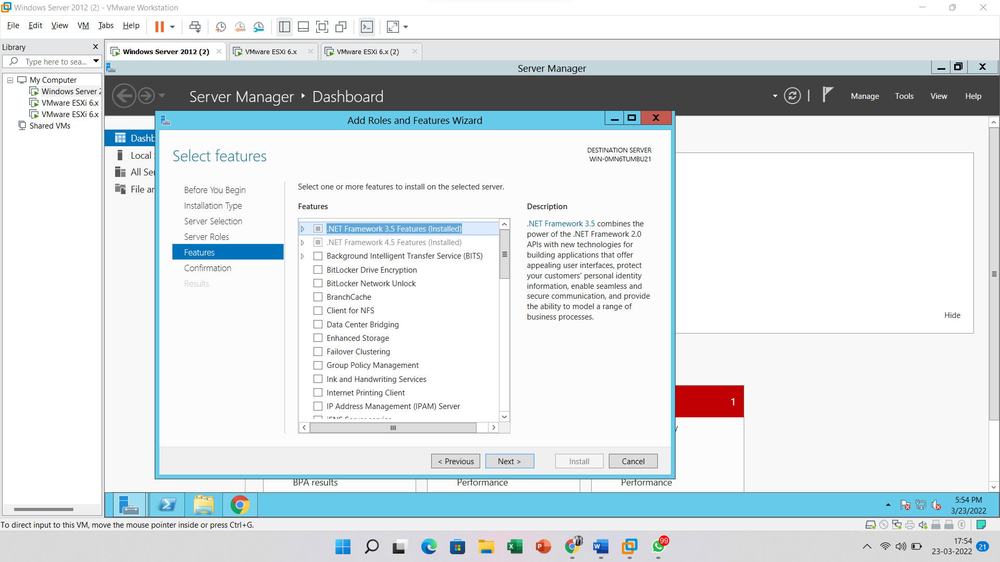 Windows Server 2012 (2) - VMware Workstation
File Edit View VM Tabs Help
Library
Type here to sea...
My Computer
Windows Server 2
VMware ESXi 6.x
VMware ESXi 6.x
Shared VMs
Windows Server 2012 (2)
VMware ESXi 6.x
VMware ESXi 6.x (2)
Server Manager
Server Manager Dashboard
Manage Tools View Help
Dashb
Local
All Ser
File an
Add Roles and Features Wizard
Select features
DESTINATION SERVER
WIN-0MN6TUMBU21
Before You Begin
Installation Type
Server Selection
Server Roles
Features
Confirmation
Results
Select one or more features to install on the selected server.
Features
.NET Framework 3.5 Features (Installed)
.NET Framework 4.5 Features (Installed)
Background Intelligent Transfer Service (BITS)
BitLocker Drive Encryption
BitLocker Network Unlock
BranchCache
Client for NFS
Data Center Bridging
Enhanced Storage
Failover Clustering
Group Policy Management
Ink and Handwriting Services
Internet Printing Client
IP Address Management (IPAM) Server
iSNS Server service
Description
.NET Framework 3.5 combines the
power of the .NET Framework 2.0
APIs with new technologies for
building applications that offer
appealing user interfaces, protect
your customers' personal identity
information, enable seamless and
secure communication, and provide
the ability to model a range of
business processes.
< Previous
Next >
Install
Cancel
Hide
1
y
BPA results
Performance
Performance
5:54 PM
3/23/2022
To direct input to this VM, move the mouse pointer inside or press Ctrl+G.
99
17:54
23-03-2022
21